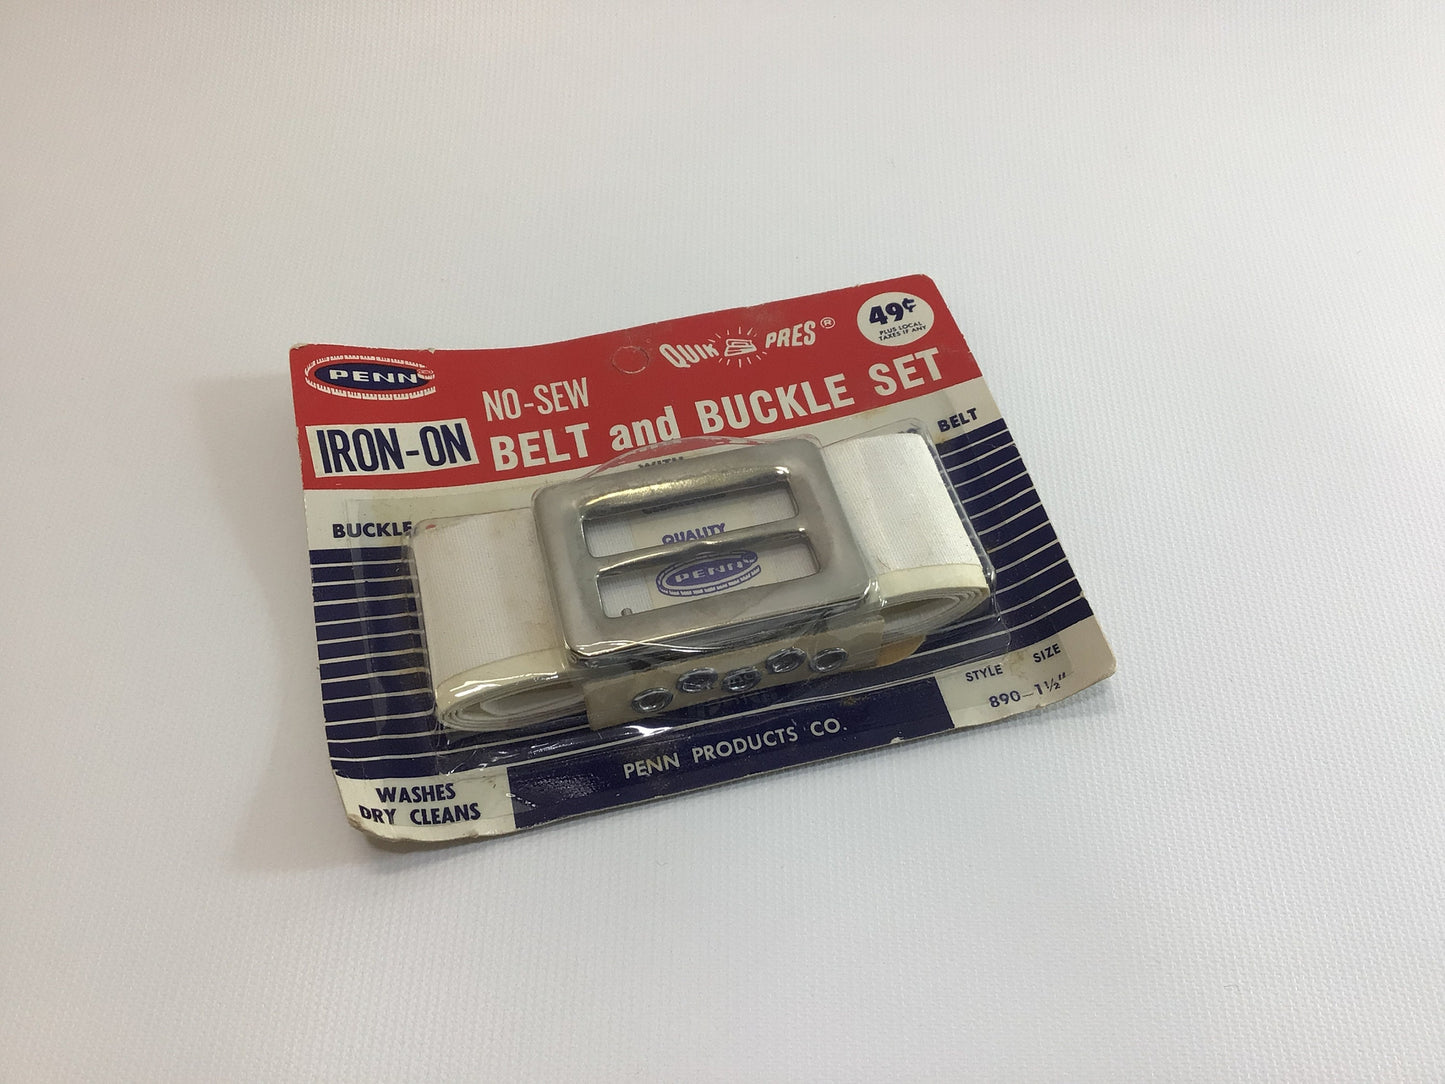 PENN
QUIK PRES®
49¢
PLUS LOCAL
TAXES IF ANY
IRON-ON
NO-SEW
BELT and BUCKLE SET
WITH
BUCKLE
BELT
QUALITY
PENN
STYLE SIZE
890-1½"
PENN PRODUCTS CO.
WASHES
DRY CLEANS